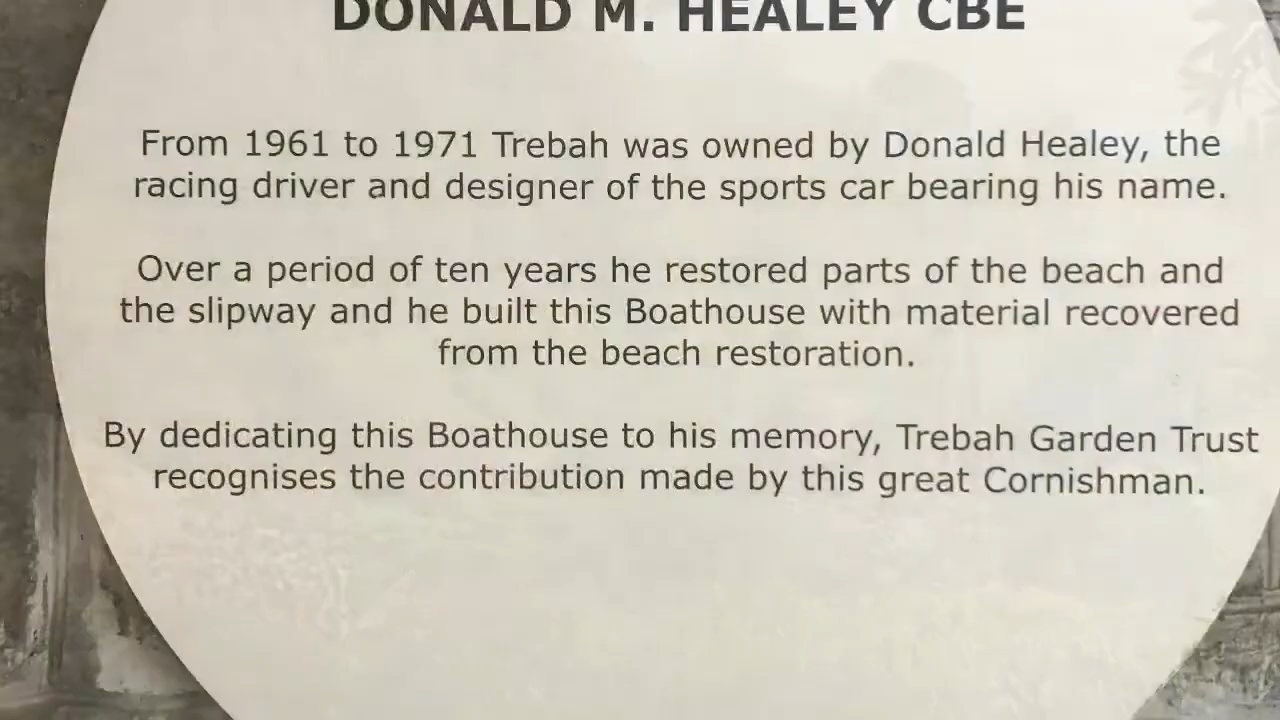 DONALD M. HEALEY CBE
From 1961 to 1971 Trebah was owned by Donald Healey, the
racing driver and designer of the sports car bearing his name.
Over a period of ten years he restored parts of the beach and
the slipway and he built this Boathouse with material recovered
from the beach restoration.
By dedicating this Boathouse to his memory, Trebah Garden Trust
recognises the contribution made by this great Cornishman.